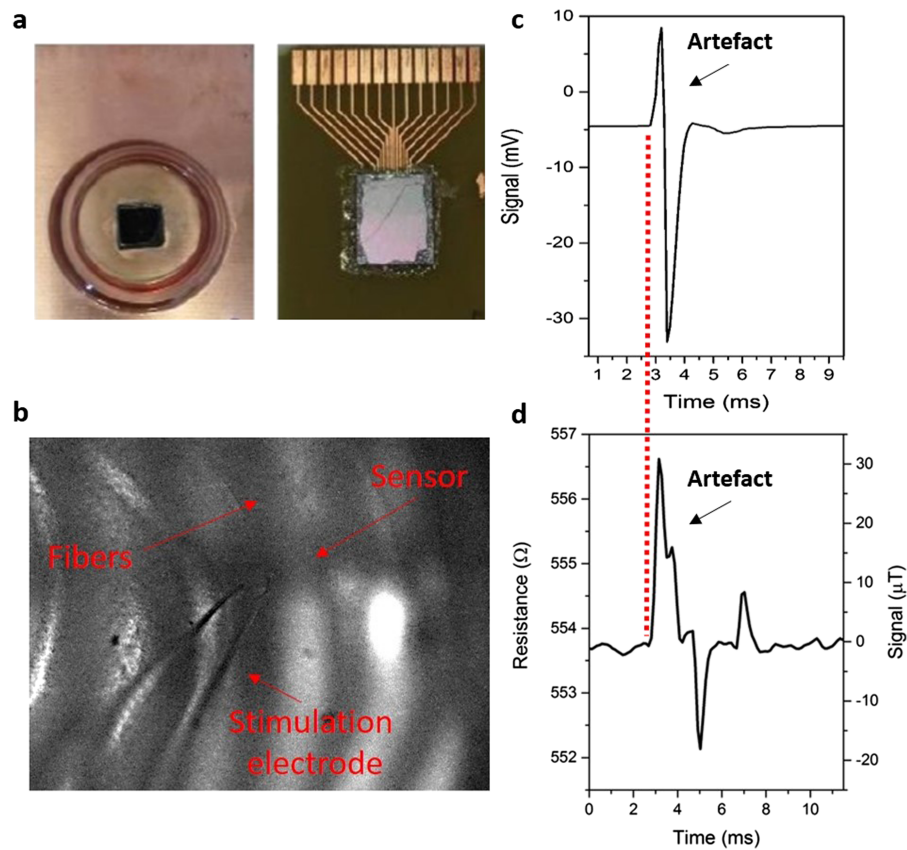 a
b
Fibers
Sensor
Stimulation
electrode
c
Artefact
Signal (mV)
10
0
-10
-20
-30
1 2 3 4 5 6 7 8 9
Time (ms)
d
Artefact
Resistance (Ω)
557
556
555
554
553
552
Signal (μT)
30
20
10
0
-10
-20
0 2 4 6 8 10
Time (ms)